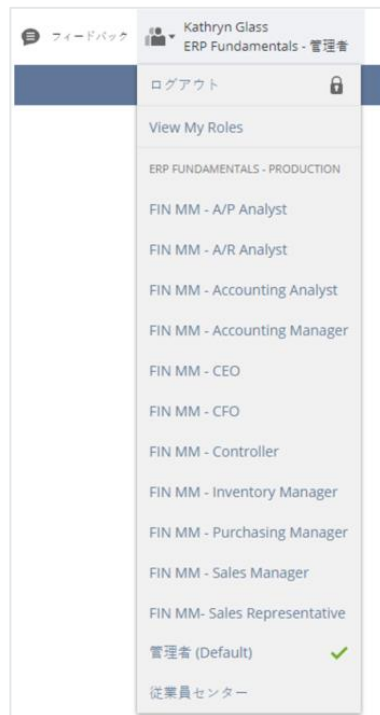 フィードバック
Kathryn Glass
ERP Fundamentals - 管理者
ログアウト
View My Roles
ERP FUNDAMENTALS - PRODUCTION
FIN MM - A/P Analyst
FIN MM - A/R Analyst
FIN MM - Accounting Analyst
FIN MM - Accounting Manager
FIN MM - CEO
FIN MM - CFO
FIN MM - Controller
FIN MM - Inventory Manager
FIN MM - Purchasing Manager
FIN MM - Sales Manager
FIN MM- Sales Representative
管理者 (Default)
従業員センター